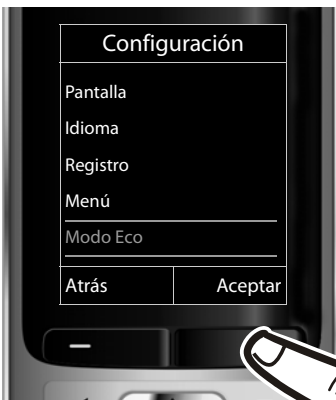 Configuración
Pantalla
Idioma
Registro
Menú
Modo Eco
Atrás Aceptar